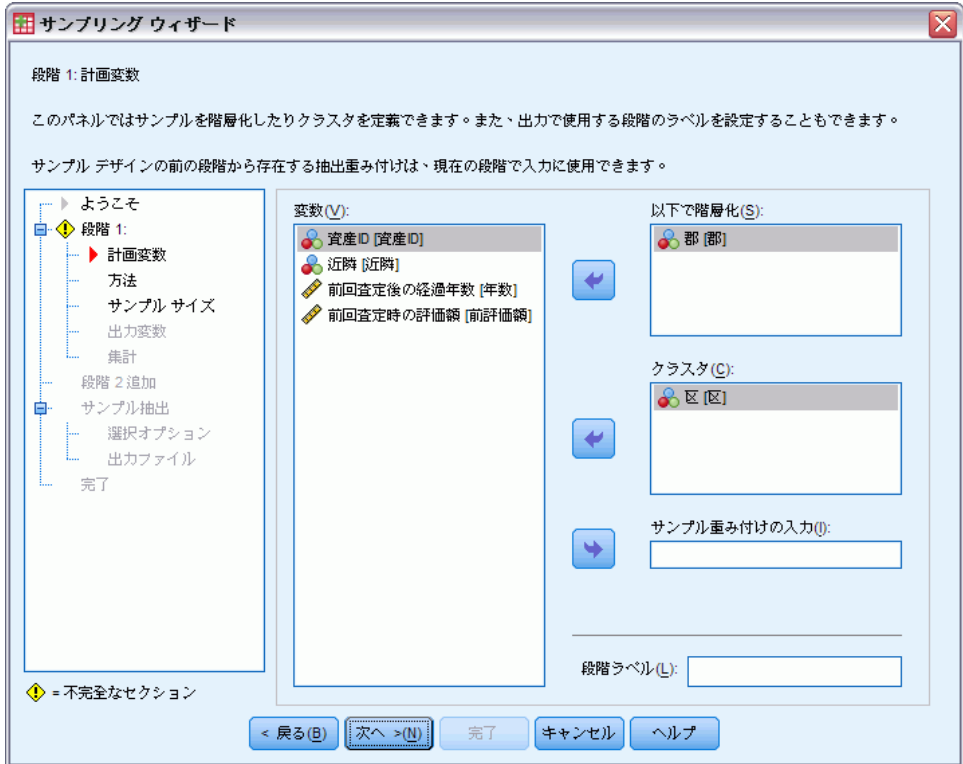 サンプリング ウィザード
段階 1: 計画変数
このパネルではサンプルを階層化したりクラスタを定義できます。また、出力で使用する段階のラベルを設定することもできます。
サンプル デザインの前の段階から存在する抽出重み付けは、現在の段階で入力に使用できます。
ようこそ
段階 1:
計画変数
方法
サンプル サイズ
出力変数
集計
段階 2 追加
サンプル抽出
選択オプション
出力ファイル
完了
= 不完全なセクション
変数(V):
資産ID [資産ID]
近隣 [近隣]
前回査定後の経過年数 [年数]
前回査定時の評価額 [前評価額]
以下で階層化(S):
郡 [郡]
クラスタ(C):
区 [区]
サンプル重み付けの入力(I):
段階ラベル(L):
< 戻る(B)
次へ >(N)
完了
キャンセル
ヘルプ